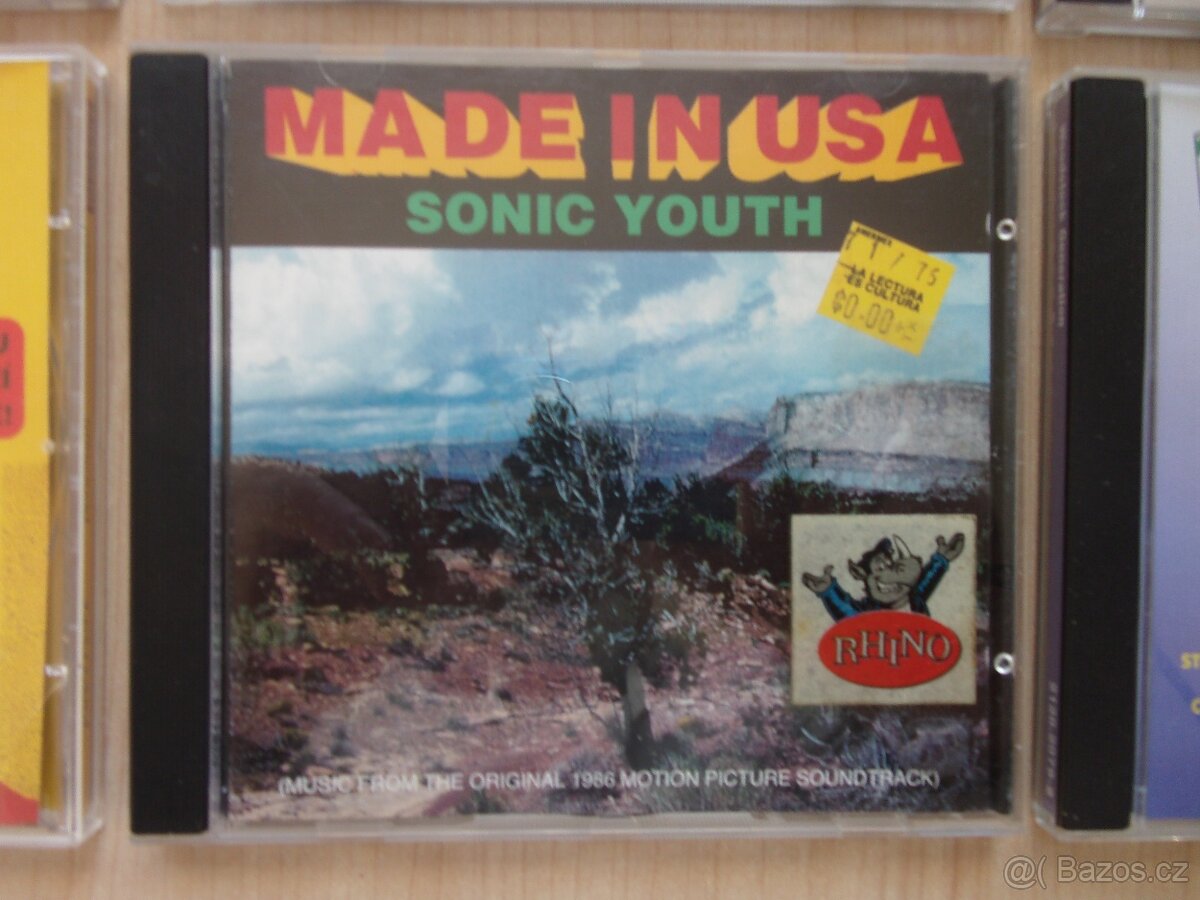 MADE IN USA
SONIC YOUTH
LA LECTURA
ES CULTURA
RHINO
(MUSIC FROM THE ORIGINAL 1986 MOTION PICTURE SOUNDTRACK)
@( Bazos.cz